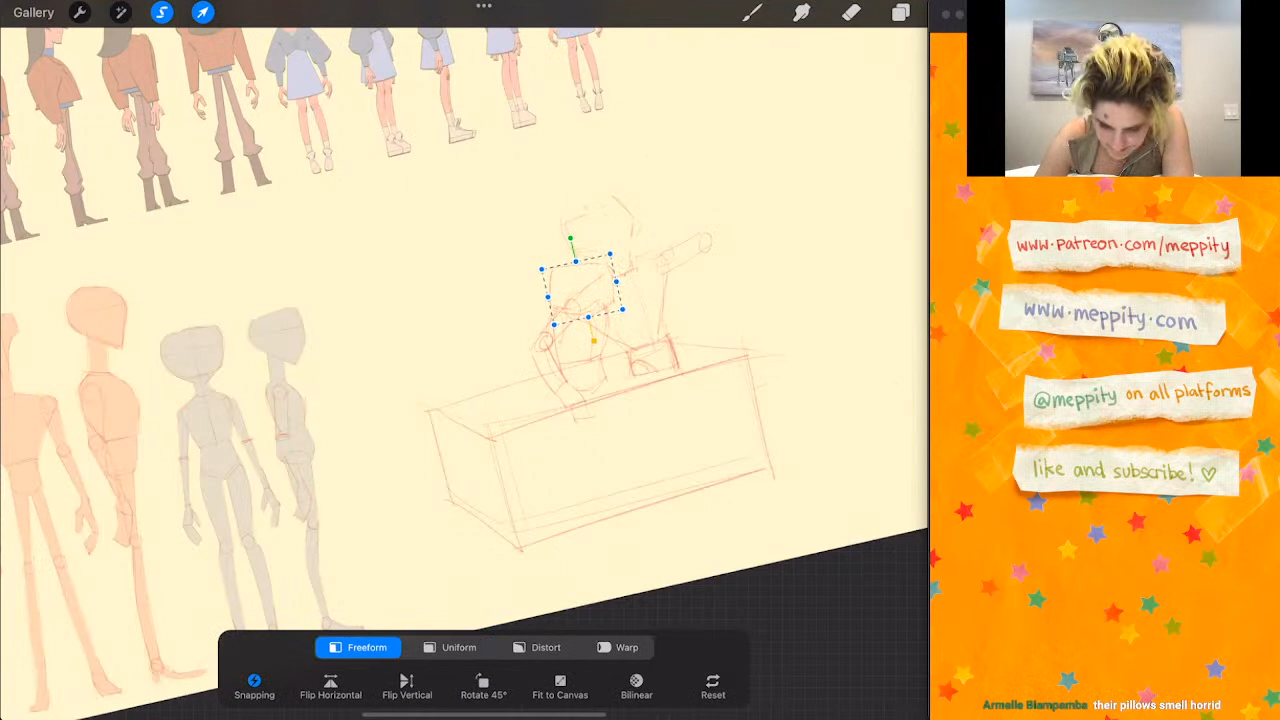 Gallery
www.patreon.com/meppity
www.meppity.com
@meppity on all platforms
like and subscribe!
Freeform Uniform Distort Warp
Snapping Flip Horizontal Flip Vertical Rotate 45° Fit to Canvas Bilinear Reset
Armelle Biampamba their pillows smell horrid